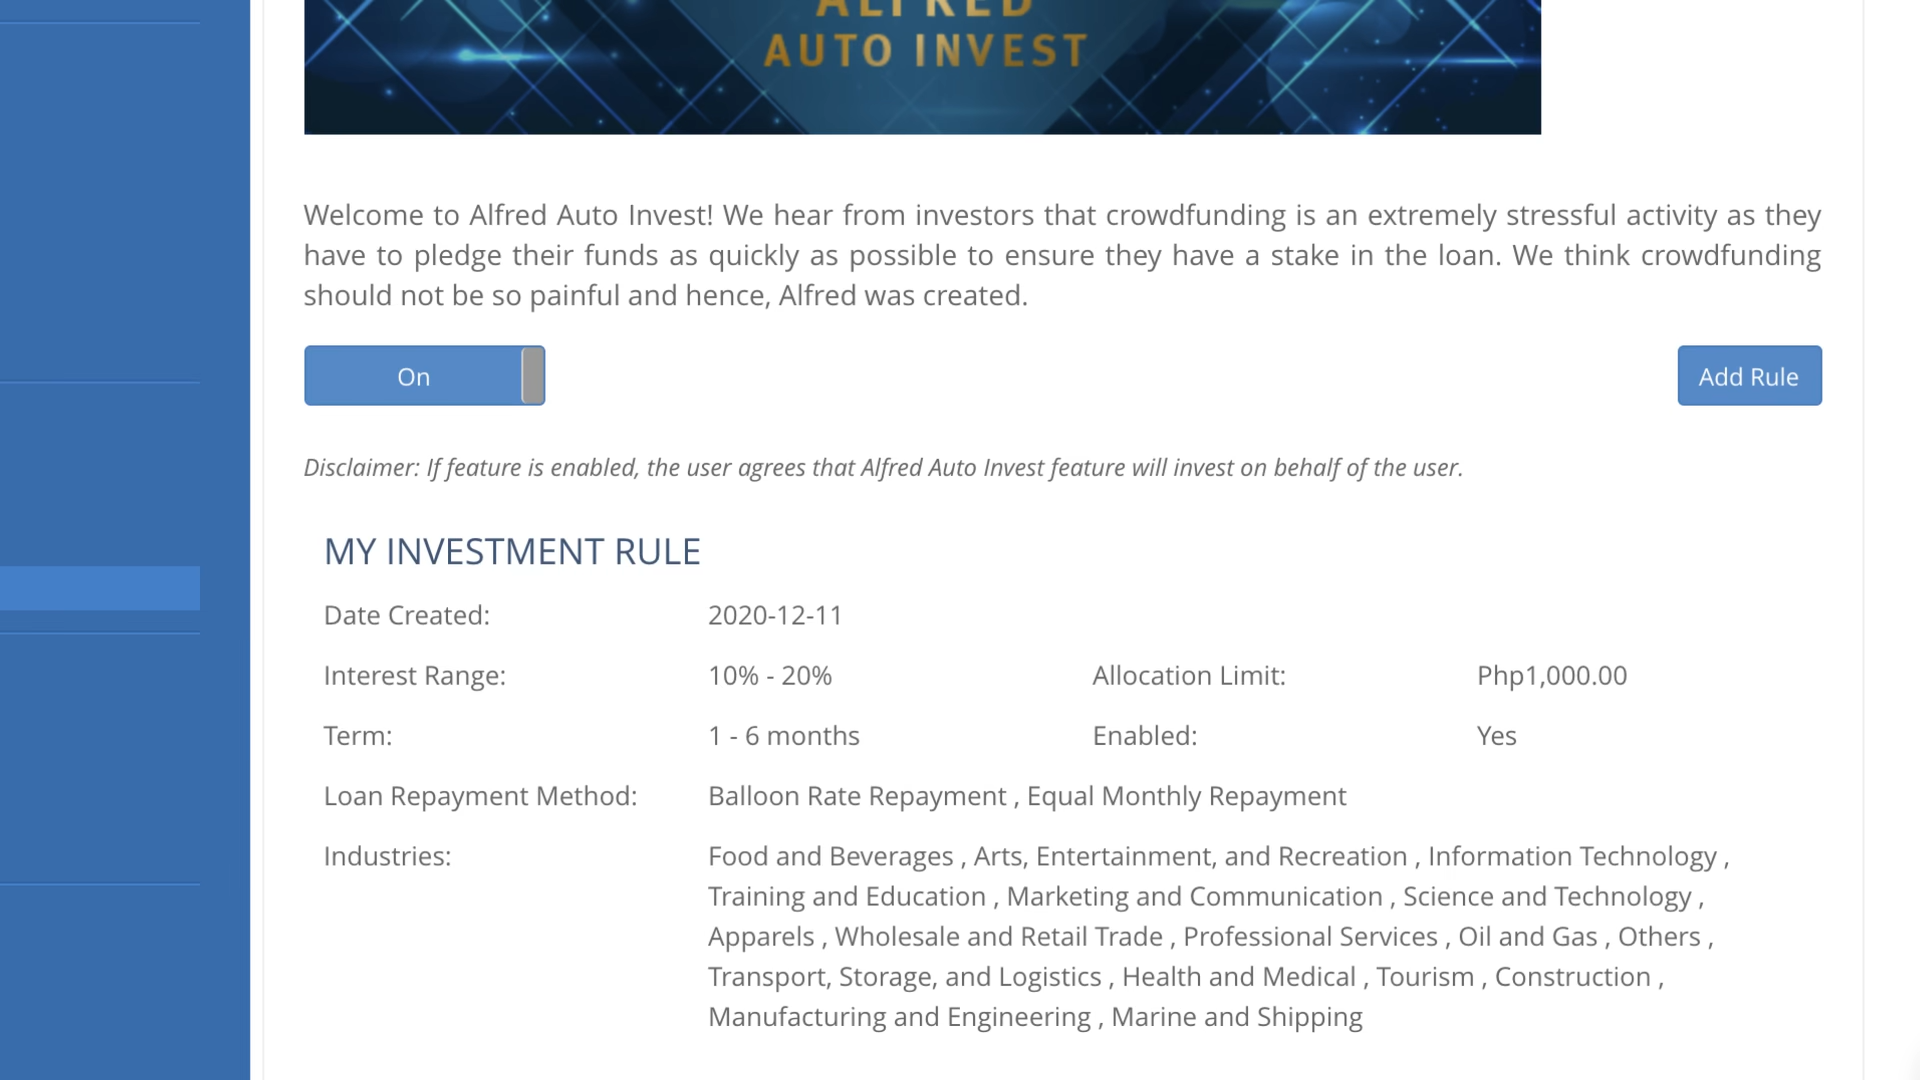 ALFRED
AUTO INVEST
Welcome to Alfred Auto Invest! We hear from investors that crowdfunding is an extremely stressful activity as they
have to pledge their funds as quickly as possible to ensure they have a stake in the loan. We think crowdfunding
should not be so painful and hence, Alfred was created.
On
Add Rule
Disclaimer: If feature is enabled, the user agrees that Alfred Auto Invest feature will invest on behalf of the user.
MY INVESTMENT RULE
Date Created: 2020-12-11
Interest Range: 10% - 20% Allocation Limit: Php1,000.00
Term: 1 - 6 months Enabled: Yes
Loan Repayment Method: Balloon Rate Repayment , Equal Monthly Repayment
Industries: Food and Beverages , Arts, Entertainment, and Recreation , Information Technology ,
Training and Education , Marketing and Communication , Science and Technology ,
Apparels , Wholesale and Retail Trade , Professional Services , Oil and Gas , Others ,
Transport, Storage, and Logistics , Health and Medical , Tourism , Construction ,
Manufacturing and Engineering , Marine and Shipping